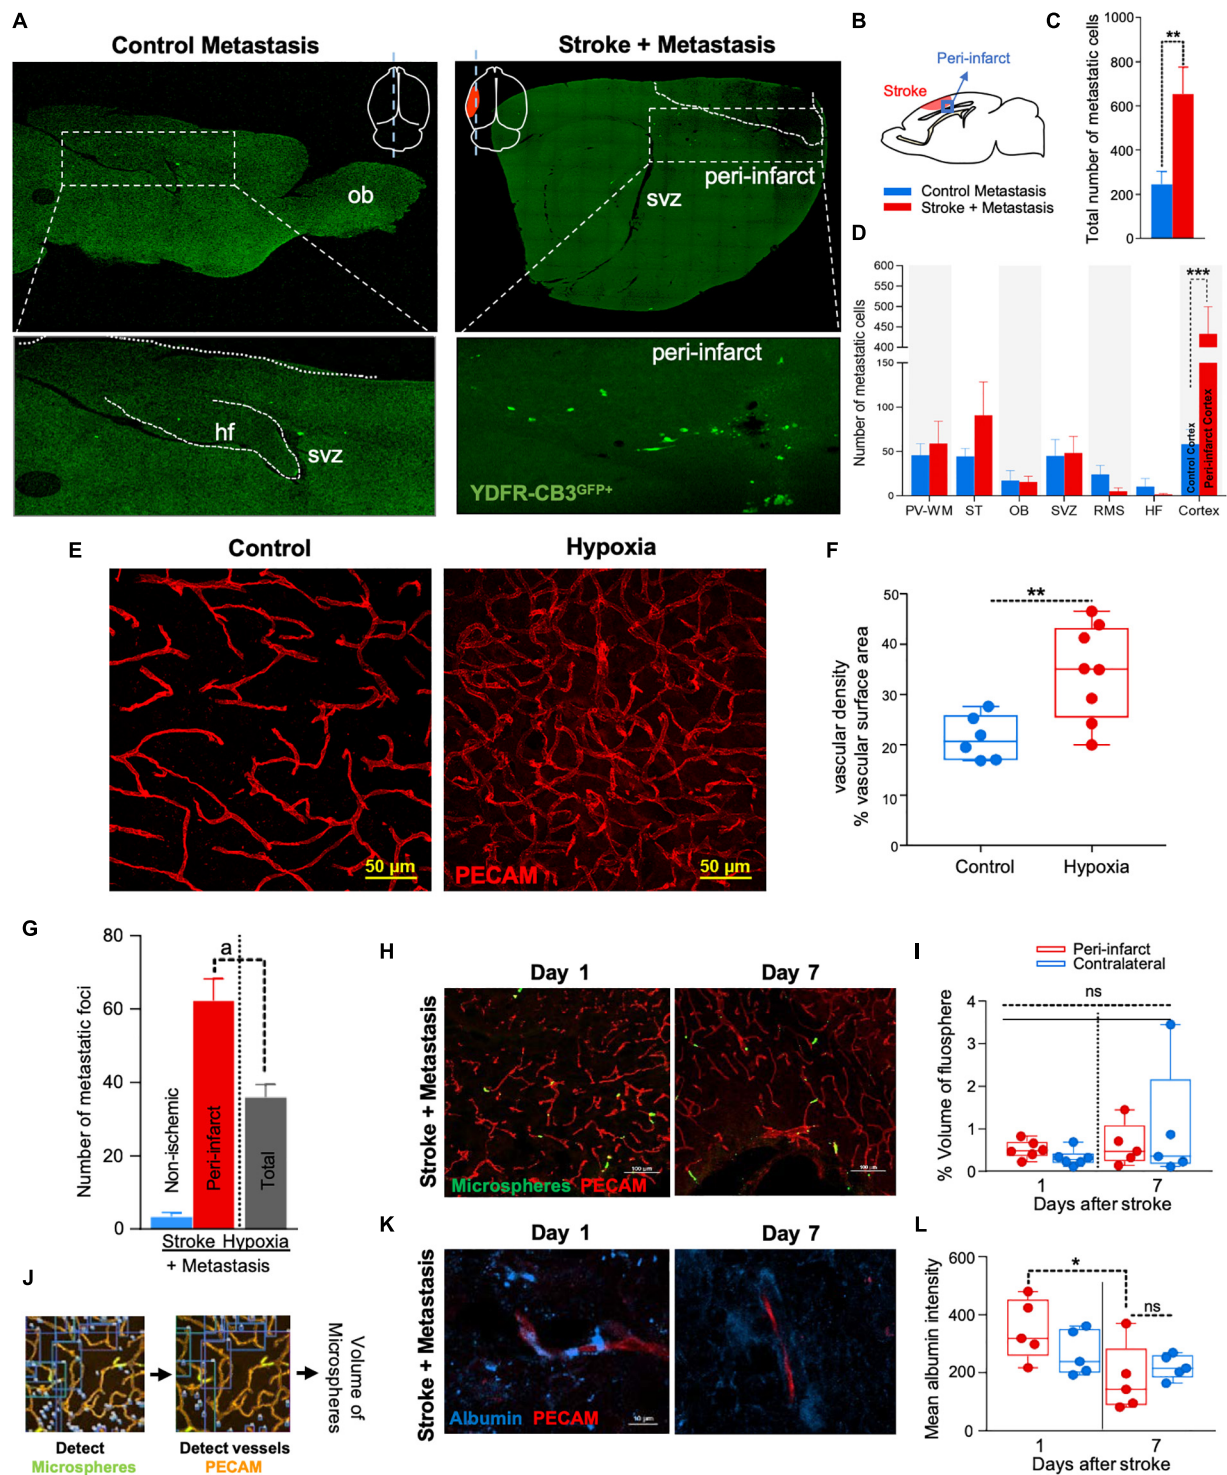 A
Control Metastasis
Stroke + Metastasis
ob
svz
peri-infarct
hf
svz
peri-infarct
YDFR-CB3GFP+
B
Peri-infarct
Stroke
Control Metastasis
Stroke + Metastasis
C
Total number of metastatic cells
1000
800
600
400
200
0
**
D
Number of metastatic cells
600
550
500
450
400
150
100
50
0
***
Control Cortex
Peri-infarct Cortex
PV-WM ST OB SVZ RMS HF Cortex
E
Control
Hypoxia
50 µm
PECAM
50 µm
F
vascular density
% vascular surface area
50
40
30
20
10
0
**
Control Hypoxia
G
Number of metastatic foci
80
60
40
20
0
a
Non-ischemic
Peri-infarct
Total
Stroke Hypoxia
+ Metastasis
H
Day 1
Day 7
Stroke + Metastasis
Microspheres PECAM
100 µm
100 µm
I
Peri-infarct
Contralateral
% Volume of fluosphere
4
3
2
1
0
ns
1 7
Days after stroke
J
Detect
Microspheres
Detect vessels
PECAM
Volume of
Microspheres
K
Day 1
Day 7
Stroke + Metastasis
Albumin PECAM
10 µm
L
Mean albumin intensity
600
400
200
0
*
ns
1 7
Days after stroke